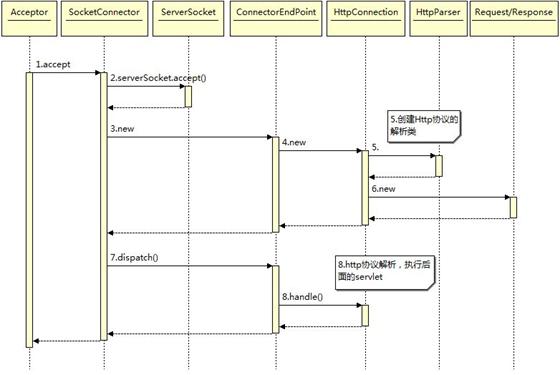 Acceptor
SocketConnector
ServerSocket
ConnectorEndPoint
HttpConnection
HttpParser
Request/Response
1.accept
2.serverSocket.accept()
3.new
4.new
5.创建Http协议的
解析类
5.
6.new
7.dispatch()
8.http协议解析，执行后
面的servlet
8.handle()